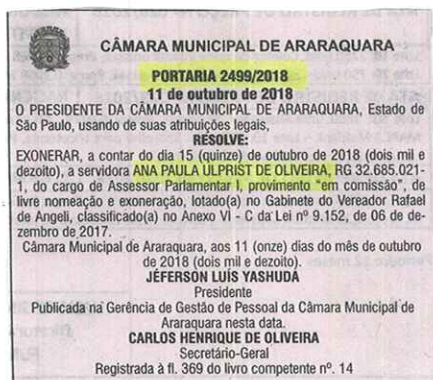 CÂMARA MUNICIPAL DE ARARAQUARA
PORTARIA 2499/2018
11 de outubro de 2018
O PRESIDENTE DA CÂMARA MUNICIPAL DE ARARAQUARA, Estado de
São Paulo, usando de suas atribuições legais,
RESOLVE:
EXONERAR, a contar do dia 15 (quinze) de outubro de 2018 (dois mil e
dezoito), a servidora ANA PAULA ULPRIST DE OLIVEIRA, RG 32.685.021-
1, do cargo de Assessor Parlamentar I, provimento “em comissão”, de
livre nomeação e exoneração, lotado(a) no Gabinete do Vereador Rafael
de Angeli, classificado(a) no Anexo VI - C da Lei nº 9.152, de 06 de de-
zembro de 2017.
Câmara Municipal de Araraquara, aos 11 (onze) dias do mês de outubro
de 2018 (dois mil e dezoito).
JÉFERSON LUÍS YASHUDA
Presidente
Publicada na Gerência de Gestão de Pessoal da Câmara Municipal de
Araraquara nesta data.
CARLOS HENRIQUE DE OLIVEIRA
Secretário-Geral
Registrada à fl. 369 do livro competente nº. 14